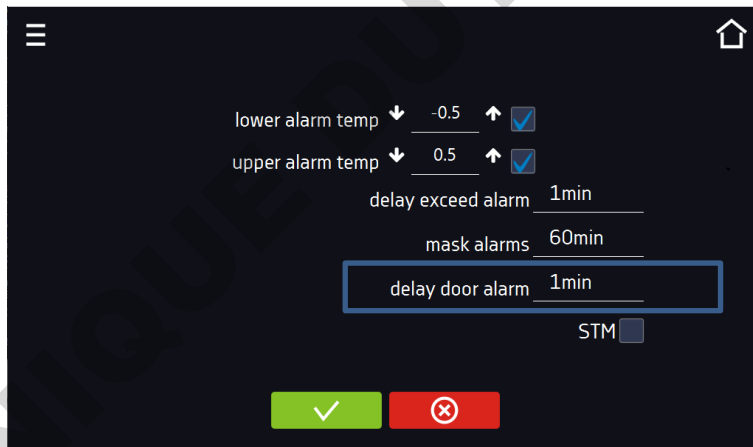 lower alarm temp -0.5
upper alarm temp 0.5
delay exceed alarm 1min
mask alarms 60min
delay door alarm 1min
STM